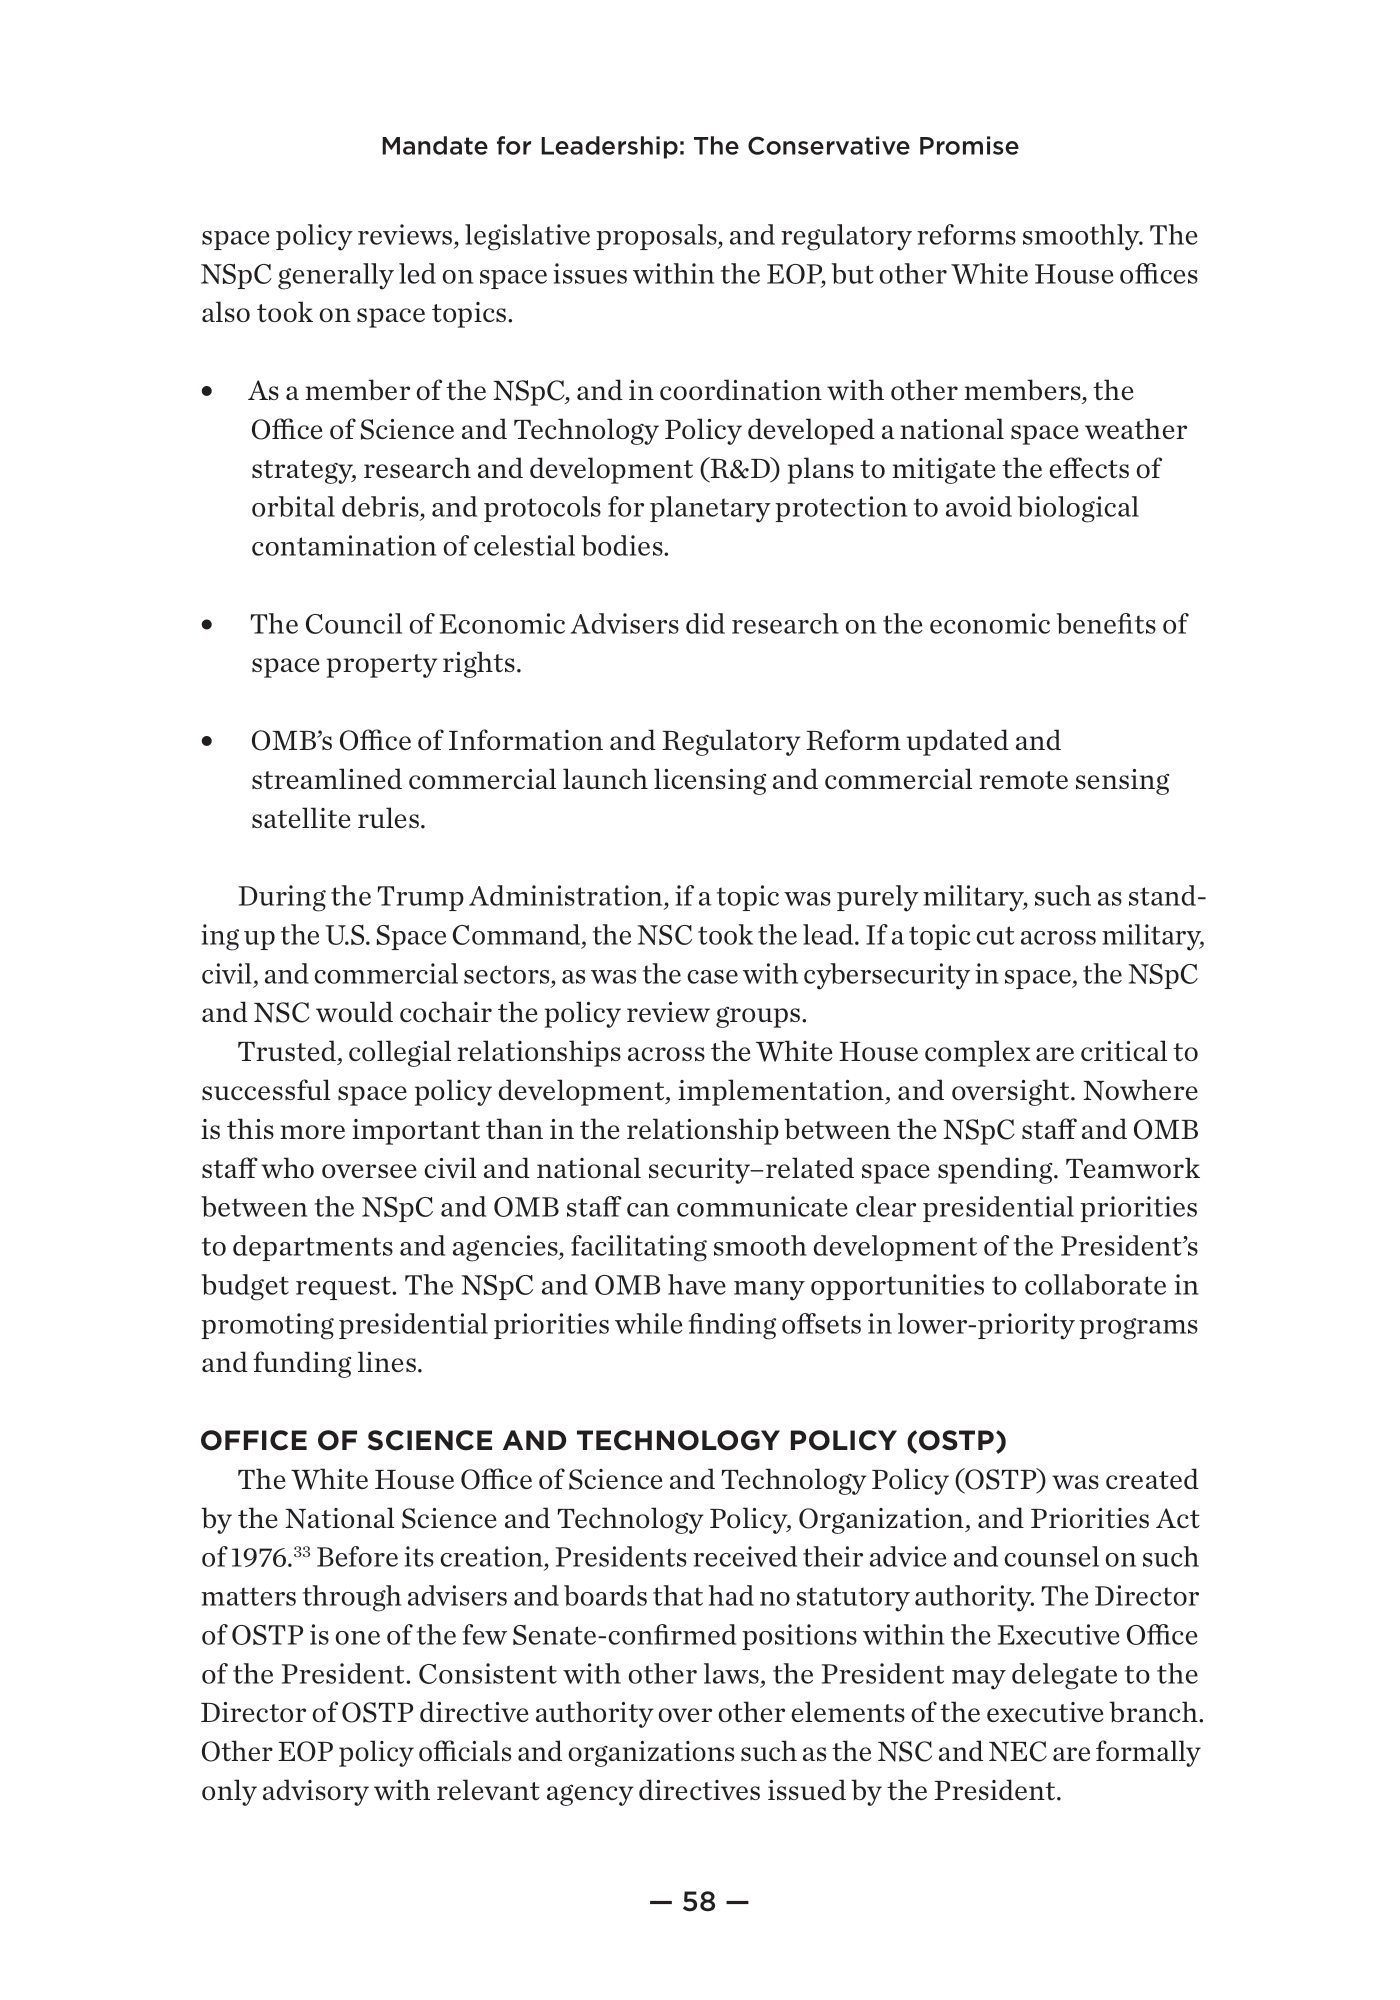 Mandate for Leadership: The Conservative Promise
space policy reviews, legislative proposals, and regulatory reforms smoothly. The
NSpC generally led on space issues within the EOP, but other White House offices
also took on space topics.
• As a member of the NSpC, and in coordination with other members, the
Office of Science and Technology Policy developed a national space weather
strategy, research and development (R&D) plans to mitigate the effects of
orbital debris, and protocols for planetary protection to avoid biological
contamination of celestial bodies.
• The Council of Economic Advisers did research on the economic benefits of
space property rights.
• OMB’s Office of Information and Regulatory Reform updated and
streamlined commercial launch licensing and commercial remote sensing
satellite rules.
During the Trump Administration, if a topic was purely military, such as stand-
ing up the U.S. Space Command, the NSC took the lead. If a topic cut across military,
civil, and commercial sectors, as was the case with cybersecurity in space, the NSpC
and NSC would cochair the policy review groups.
Trusted, collegial relationships across the White House complex are critical to
successful space policy development, implementation, and oversight. Nowhere
is this more important than in the relationship between the NSpC staff and OMB
staff who oversee civil and national security–related space spending. Teamwork
between the NSpC and OMB staff can communicate clear presidential priorities
to departments and agencies, facilitating smooth development of the President’s
budget request. The NSpC and OMB have many opportunities to collaborate in
promoting presidential priorities while finding offsets in lower-priority programs
and funding lines.
OFFICE OF SCIENCE AND TECHNOLOGY POLICY (OSTP)
The White House Office of Science and Technology Policy (OSTP) was created
by the National Science and Technology Policy, Organization, and Priorities Act
of 1976.³³ Before its creation, Presidents received their advice and counsel on such
matters through advisers and boards that had no statutory authority. The Director
of OSTP is one of the few Senate-confirmed positions within the Executive Office
of the President. Consistent with other laws, the President may delegate to the
Director of OSTP directive authority over other elements of the executive branch.
Other EOP policy officials and organizations such as the NSC and NEC are formally
only advisory with relevant agency directives issued by the President.
— 58 —